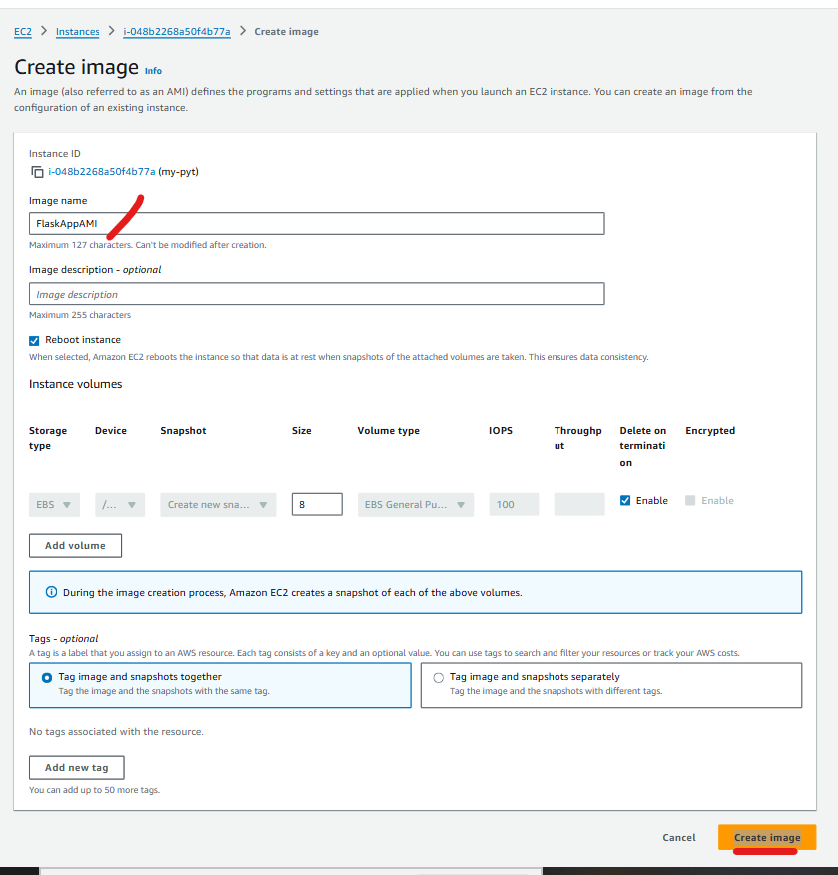 EC2 > Instances > i-048b2268a50f4b77a > Create image
Create image Info
An image (also referred to as an AMI) defines the programs and settings that are applied when you launch an EC2 instance. You can create an image from the
configuration of an existing instance.
Instance ID
i-048b2268a50f4b77a (my-pyt)
Image name
FlaskAppAMI
Maximum 127 characters. Can't be modified after creation.
Image description - optional
Image description
Maximum 255 characters
Reboot instance
When selected, Amazon EC2 reboots the instance so that data is at rest when snapshots of the attached volumes are taken. This ensures data consistency.
Instance volumes
Storage Device Snapshot Size Volume type IOPS Throughp Delete on Encrypted
type ut terminati
on
EBS /... Create new sna... 8 EBS General Pu... 100 Enable Enable
Add volume
During the image creation process, Amazon EC2 creates a snapshot of each of the above volumes.
Tags - optional
A tag is a label that you assign to an AWS resource. Each tag consists of a key and an optional value. You can use tags to search and filter your resources or track your AWS costs.
Tag image and snapshots together Tag image and snapshots separately
Tag the image and the snapshots with the same tag. Tag the image and the snapshots with different tags.
No tags associated with the resource.
Add new tag
You can add up to 50 more tags.
Cancel Create image